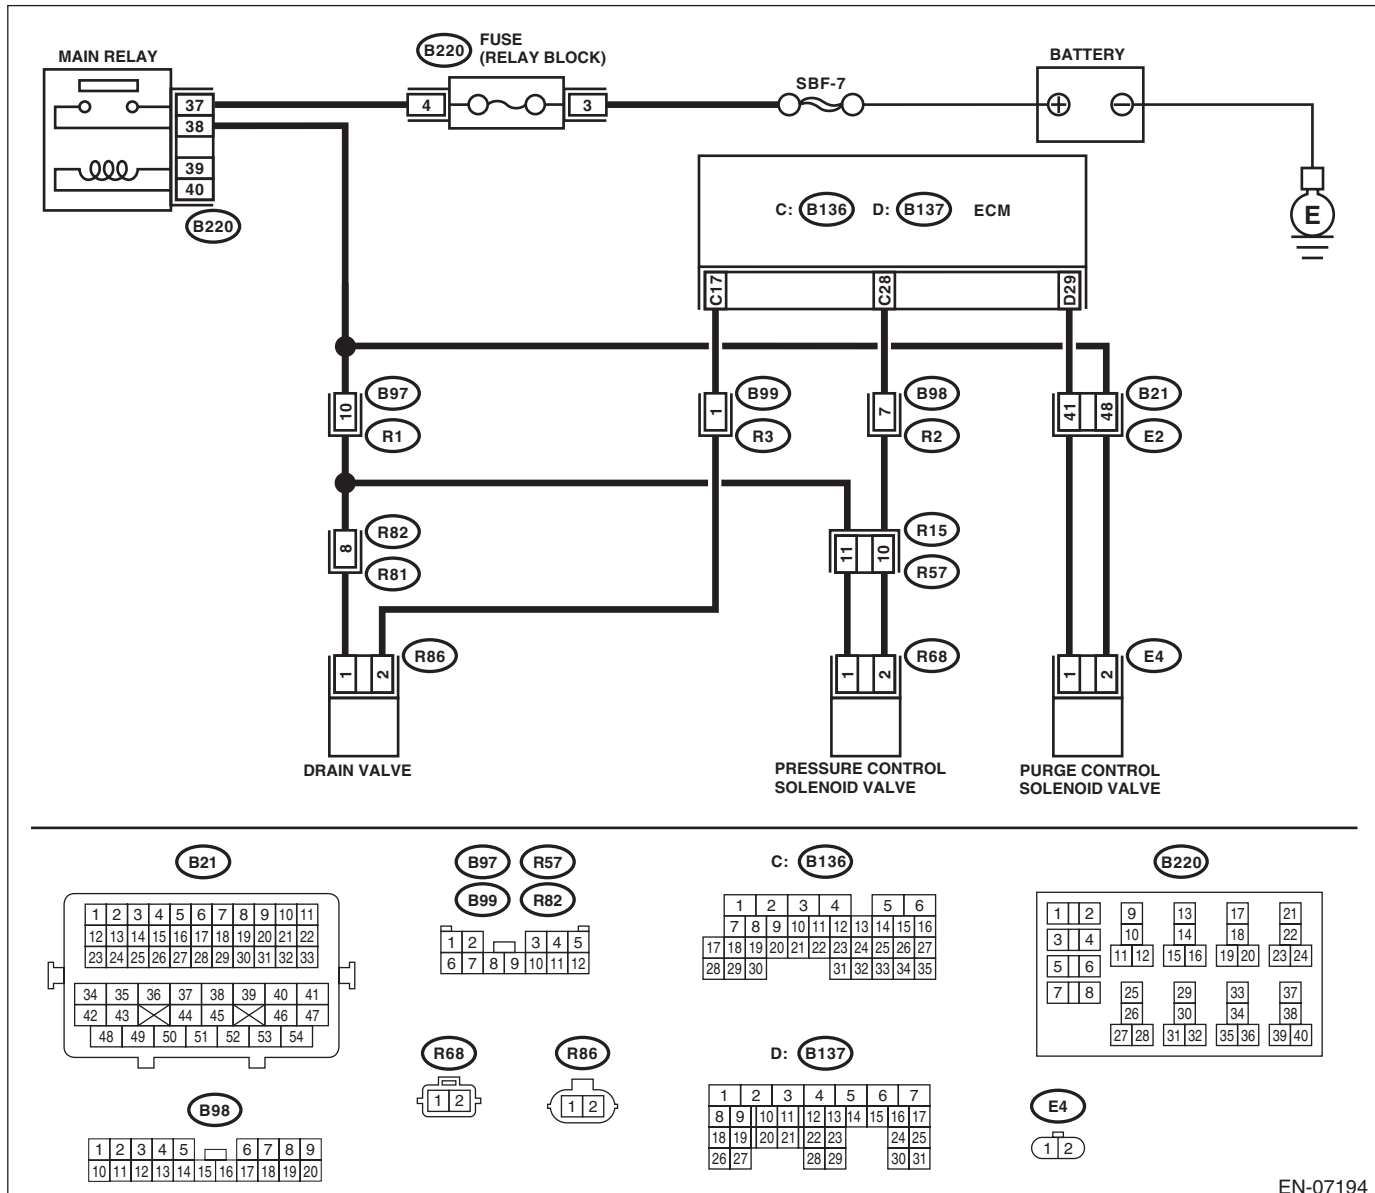 MAIN RELAY
B220
FUSE
(RELAY BLOCK)
SBF-7
BATTERY
37
38
39
40
B220
4
3
E
C: B136 D: B137 ECM
C17
C28
D29
10
B97
R1
1
B99
R3
7
B98
R2
41
48
B21
E2
8
R82
R81
11
10
R15
R57
1
2
R86
1
2
R68
1
2
E4
DRAIN VALVE
PRESSURE CONTROL
SOLENOID VALVE
PURGE CONTROL
SOLENOID VALVE
B21
1 2 3 4 5 6 7 8 9 10 11
12 13 14 15 16 17 18 19 20 21 22
23 24 25 26 27 28 29 30 31 32 33
34 35 36 37 38 39 40 41
42 43 44 45 46 47
48 49 50 51 52 53 54
B98
1 2 3 4 5 6 7 8 9
10 11 12 13 14 15 16 17 18 19 20
B97 R57
B99 R82
1 2 3 4 5
6 7 8 9 10 11 12
R68
1 2
R86
1 2
C: B136
1 2 3 4 5 6
7 8 9 10 11 12 13 14 15 16
17 18 19 20 21 22 23 24 25 26 27
28 29 30 31 32 33 34 35
D: B137
1 2 3 4 5 6 7
8 9 10 11 12 13 14 15 16 17
18 19 20 21 22 23 24 25
26 27 28 29 30 31
B220
1 2 9 13 17 21
3 4 10 14 18 22
5 6 11 12 15 16 19 20 23 24
7 8 25 29 33 37
26 30 34 38
27 28 31 32 35 36 39 40
E4
1 2
EN-07194